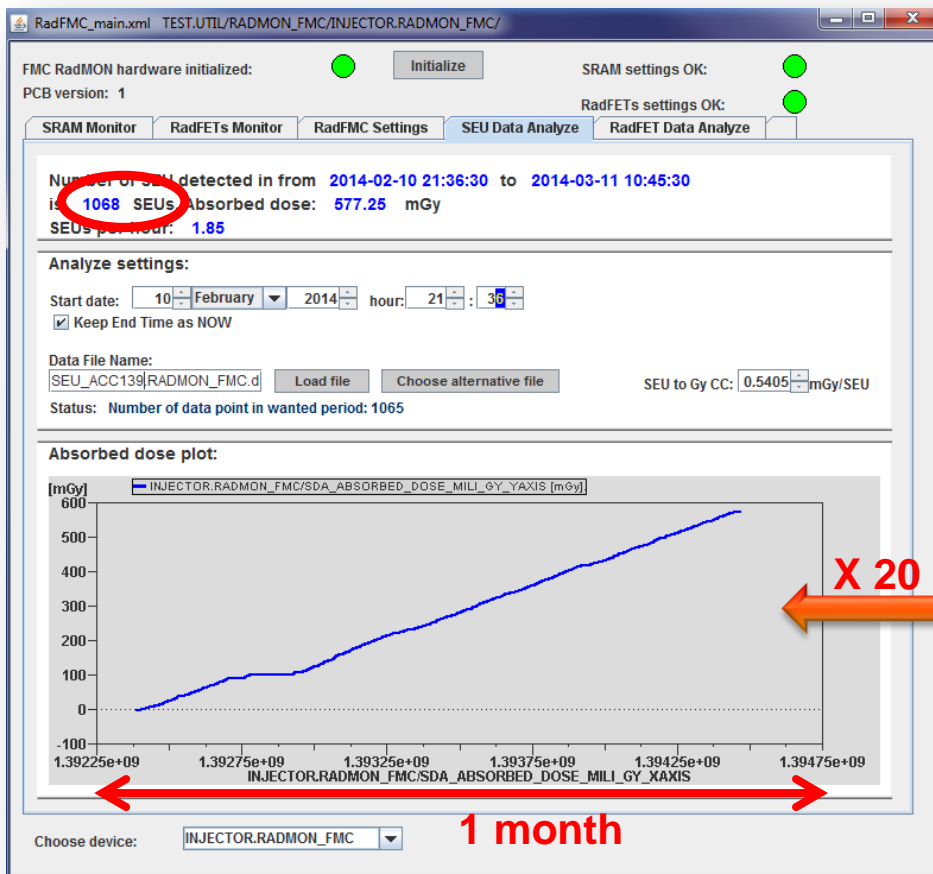 RadFMC_main.xml TEST.UTIL/RADMON_FMC/INJECTOR.RADMON_FMC/
FMC RadMON hardware initialized: Initialize SRAM settings OK:
PCB version: 1
RadFETs settings OK:
SRAM Monitor RadFETs Monitor RadFMC Settings SEU Data Analyze RadFET Data Analyze
Number of SEU detected in from 2014-02-10 21:36:30 to 2014-03-11 10:45:30
is 1068 SEUs. Absorbed dose: 577.25 mGy
SEUs per hour: 1.85
Analyze settings:
Start date: 10 February 2014 hour: 21 : 36
Keep End Time as NOW
Data File Name:
SEU_ACC139RADMON_FMC.d Load file Choose alternative file SEU to Gy CC: 0.5405 mGy/SEU
Status: Number of data point in wanted period: 1065
Absorbed dose plot:
[mGy] INJECTOR.RADMON_FMC/SDA_ABSORBED_DOSE_MILI_GY_YAXIS [mGy]
600
500
400
X 20
300
200
100
0
-100
1.39225e+09 1.39275e+09 1.39325e+09 1.39375e+09 1.39425e+09 1.39475e+09
INJECTOR.RADMON_FMC/SDA_ABSORBED_DOSE_MILI_GY_XAXIS
1 month
Choose device: INJECTOR.RADMON_FMC